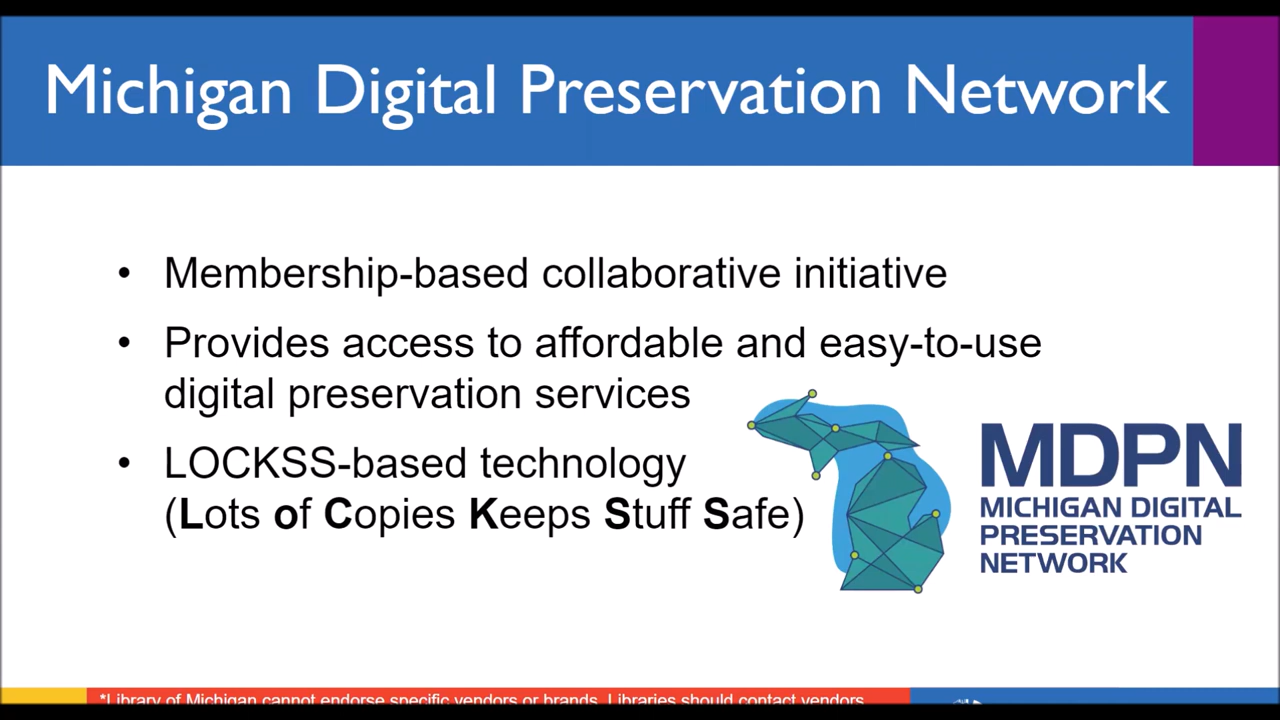 Michigan Digital Preservation Network
• Membership-based collaborative initiative
• Provides access to affordable and easy-to-use
digital preservation services
• LOCKSS-based technology
(Lots of Copies Keeps Stuff Safe)
MDPN
MICHIGAN DIGITAL
PRESERVATION
NETWORK
*Library of Michigan cannot endorse specific vendors or brands. Libraries should contact vendors